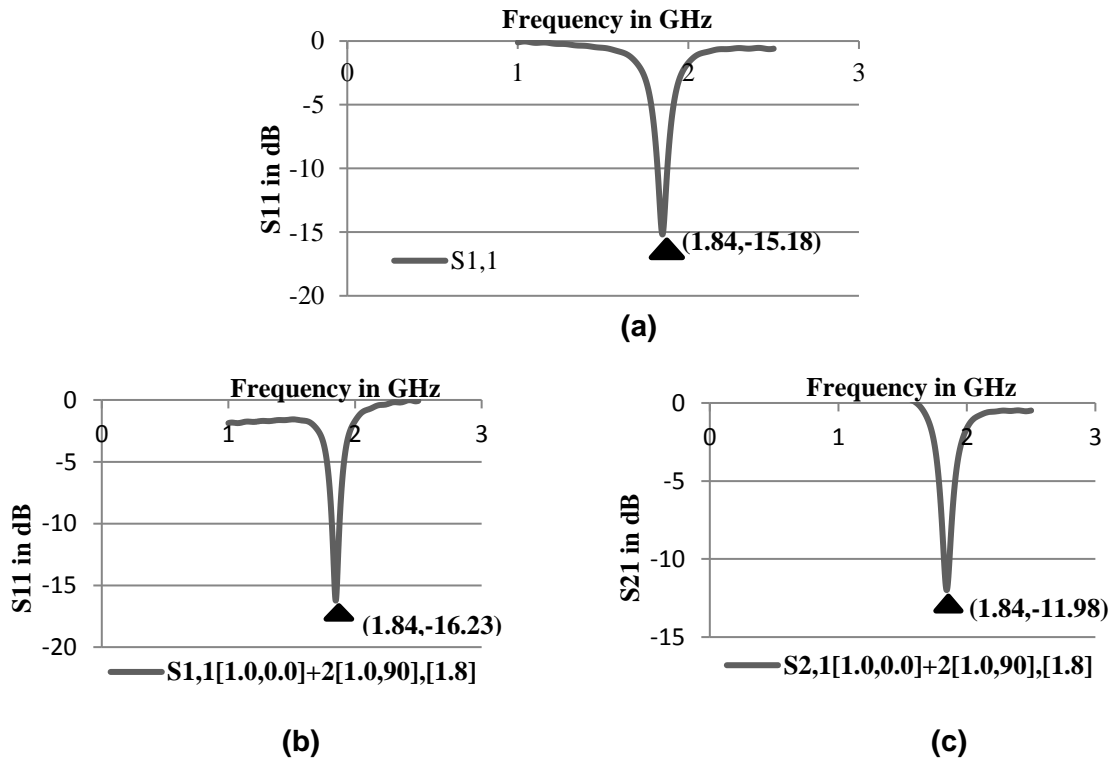 Frequency in GHz
0
0
1
2
3
-5
-10
-15
-20
S11 in dB
(1.84,-15.18)
S1,1
(a)
Frequency in GHz
0
0
1
2
3
-5
-10
-15
-20
S11 in dB
(1.84,-16.23)
S1,1[1.0,0.0]+2[1.0,90],[1.8]
(b)
Frequency in GHz
0
0
1
2
3
-5
-10
-15
S21 in dB
(1.84,-11.98)
S2,1[1.0,0.0]+2[1.0,90],[1.8]
(c)